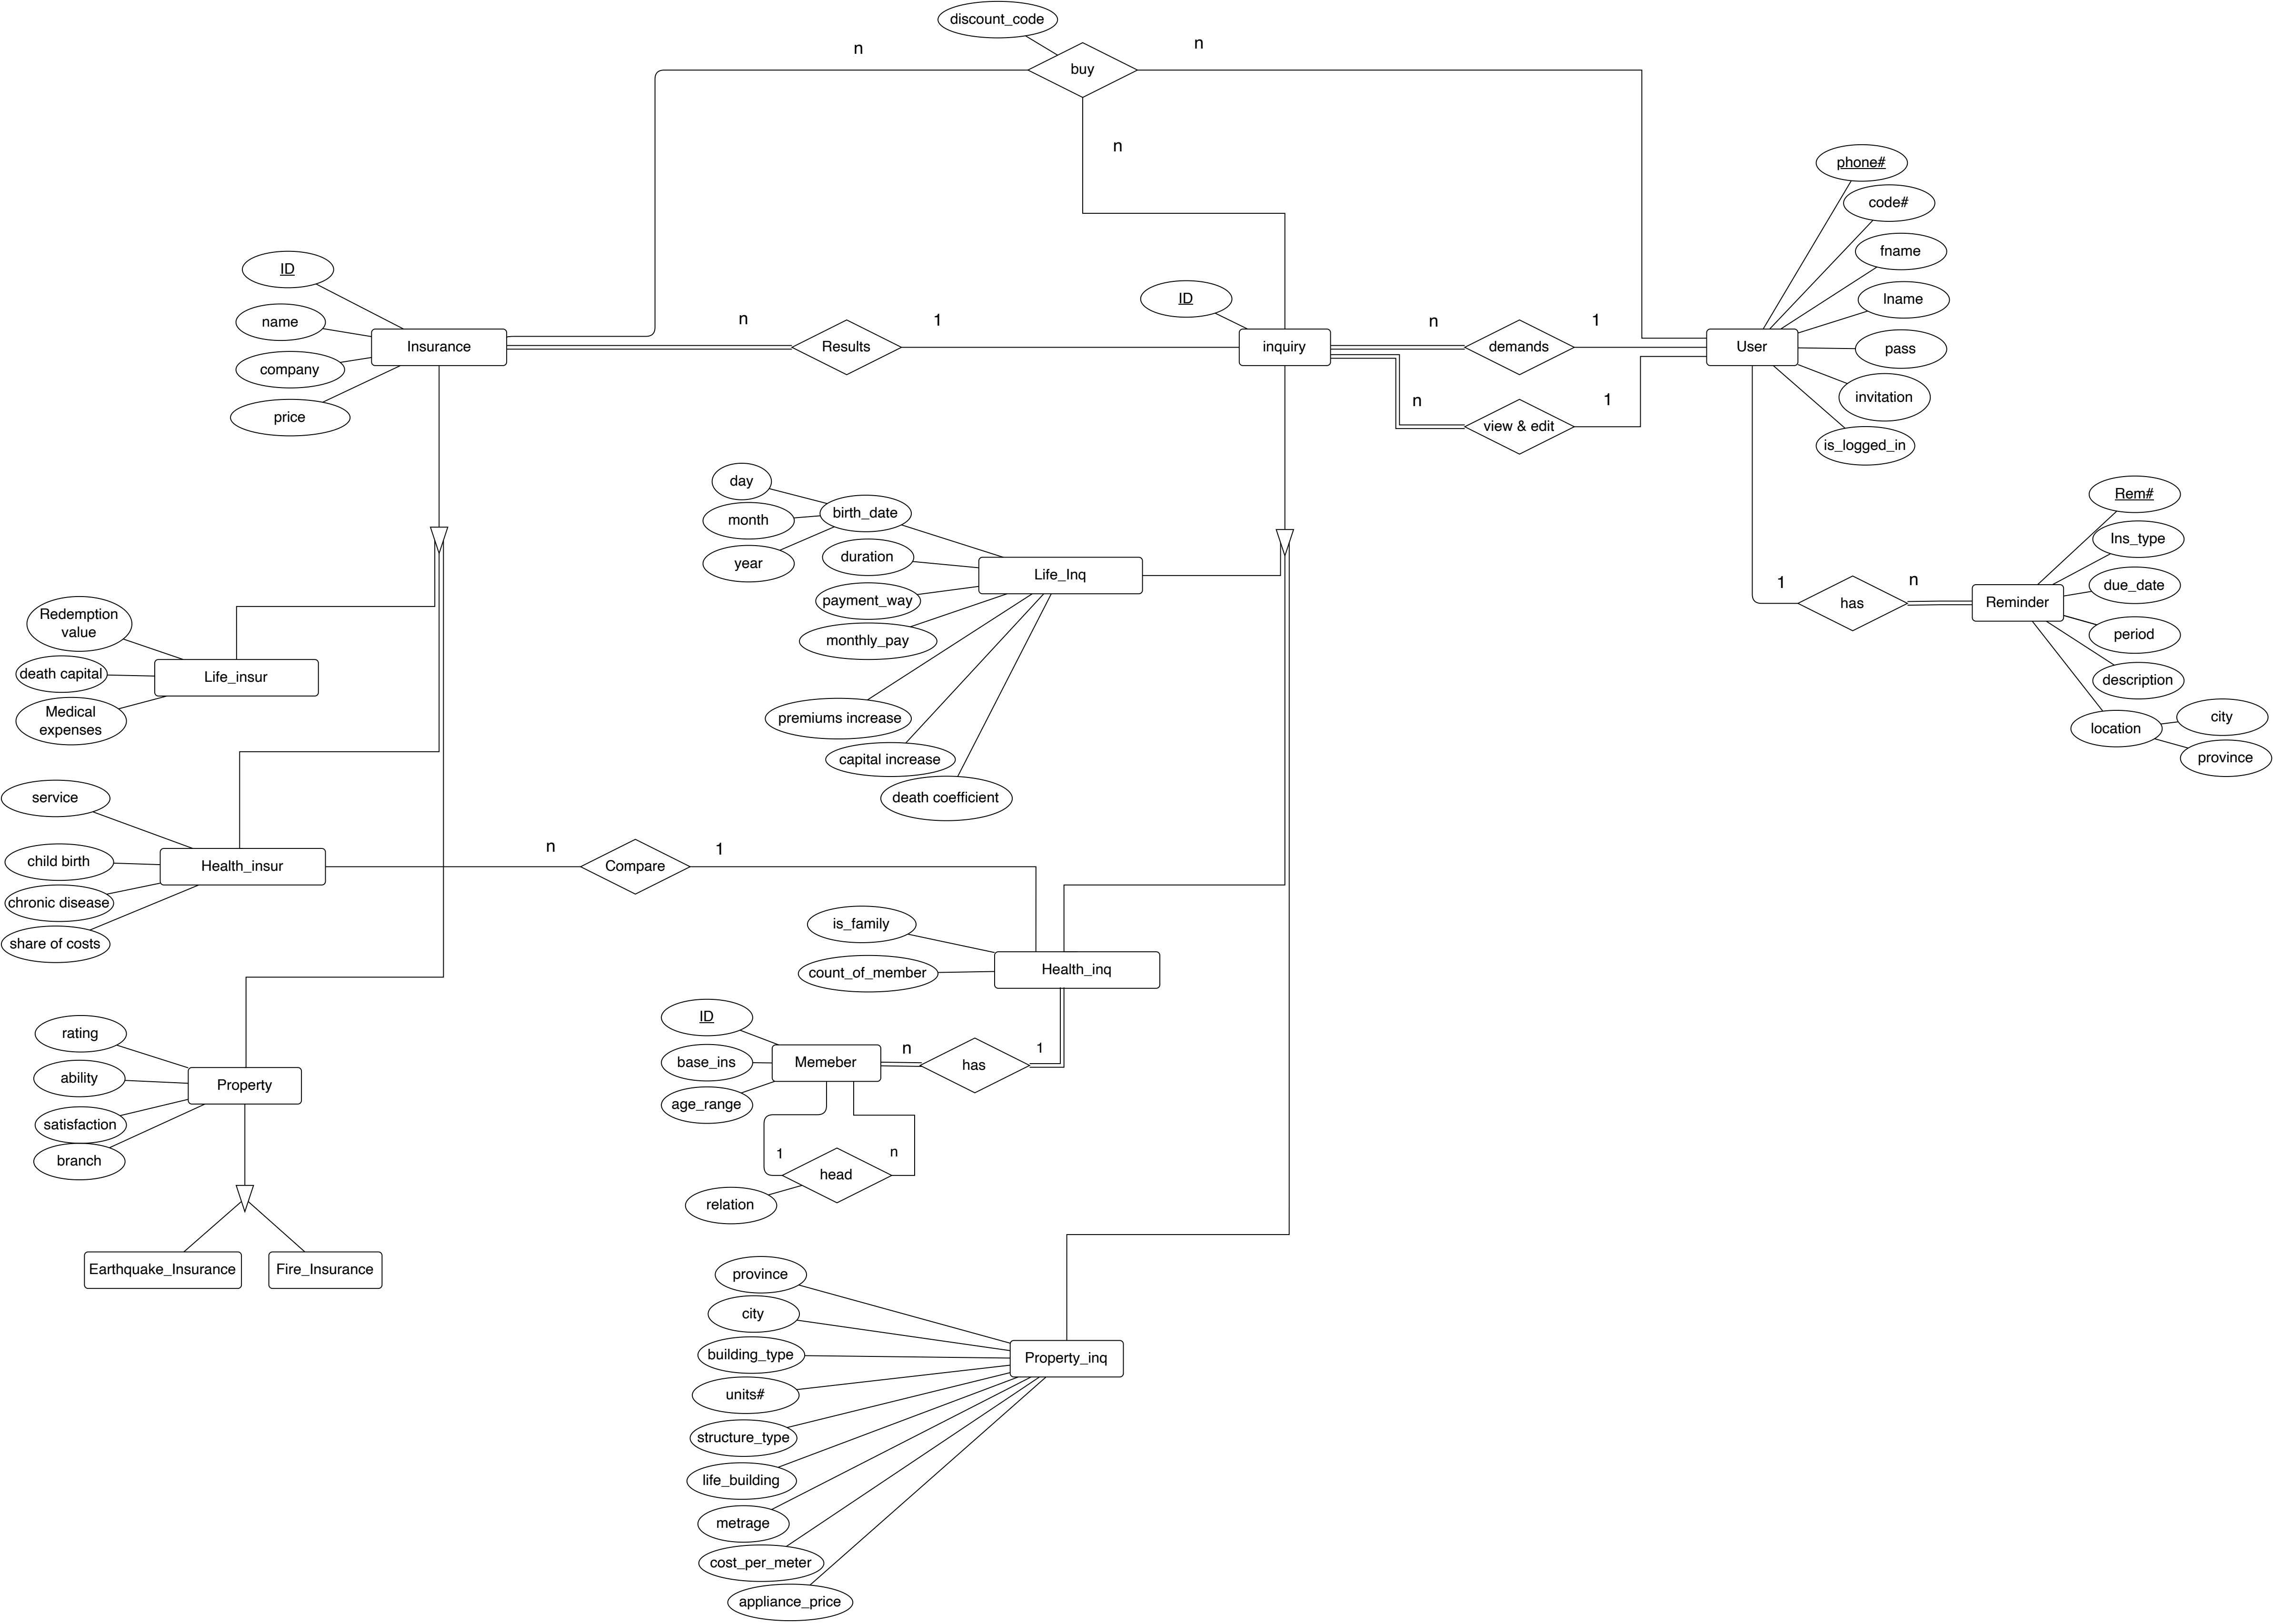 discount_code
n
n
buy
n
phone#
code#
fname
lname
pass
invitation
is_logged_in
User
ID
name
company
price
Insurance
n
Results
1
ID
inquiry
n
demands
1
n
view & edit
1
day
month
year
birth_date
duration
payment_way
monthly_pay
premiums increase
capital increase
death coefficient
Life_Inq
Rem#
Ins_type
due_date
period
description
location
city
province
1
has
n
Reminder
Redemption
value
death capital
Medical
expenses
Life_insur
service
child birth
chronic disease
share of costs
Health_insur
n
Compare
1
is_family
count_of_member
Health_inq
ID
base_ins
age_range
Memeber
n
has
1
1
head
n
relation
rating
ability
satisfaction
branch
Property
Earthquake_Insurance
Fire_Insurance
province
city
building_type
units#
structure_type
life_building
metrage
cost_per_meter
appliance_price
Property_inq